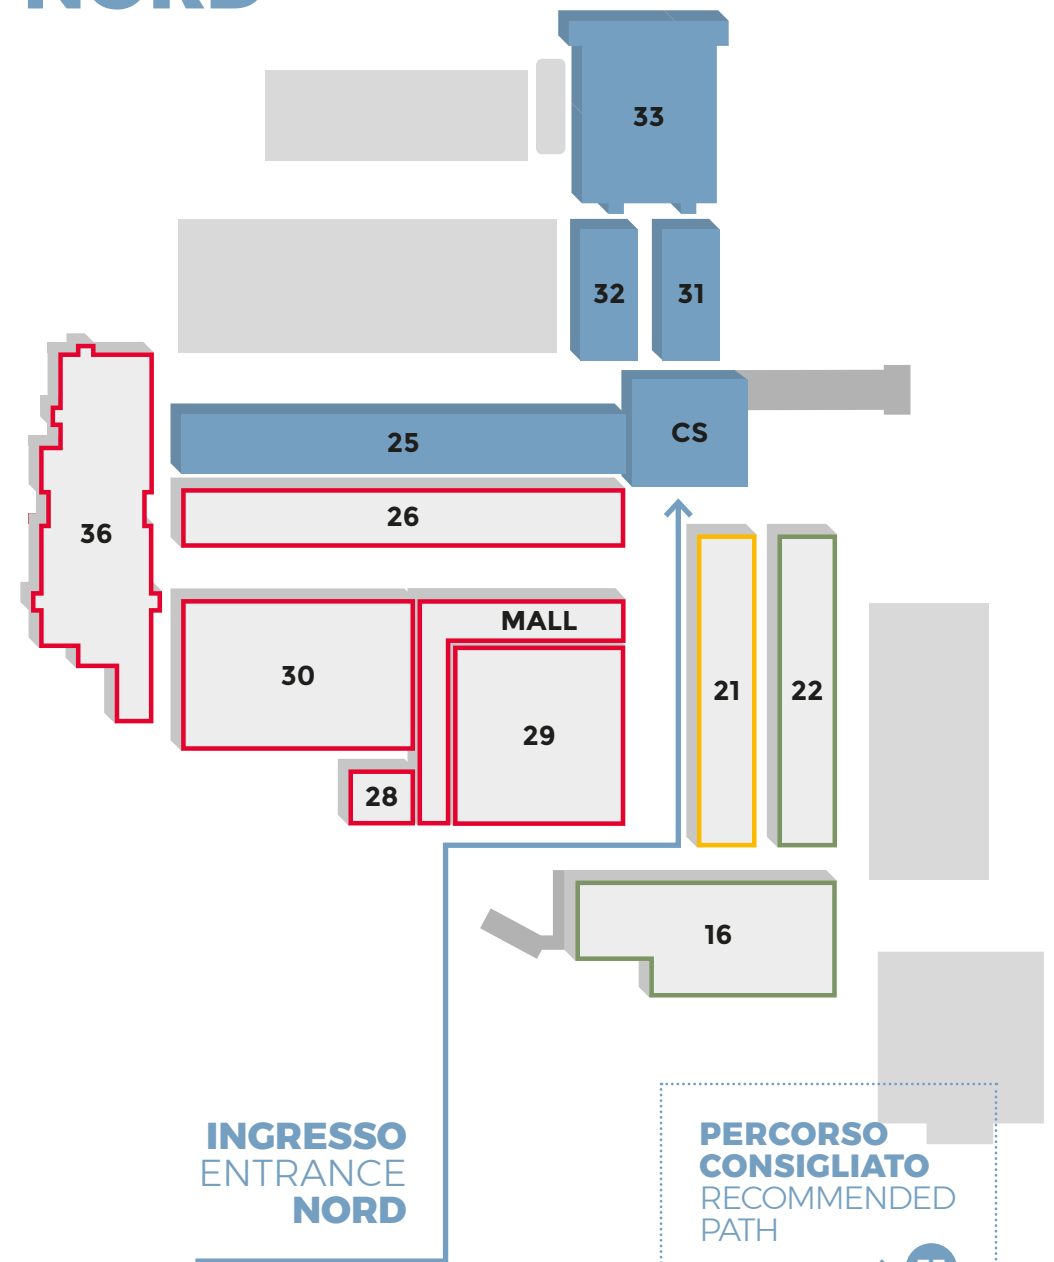 NORD
33
32
31
25
CS
26
36
MALL
30
21
22
29
28
16
INGRESSO
ENTRANCE
NORD
PERCORSO
CONSIGLIATO
RECOMMENDED
PATH